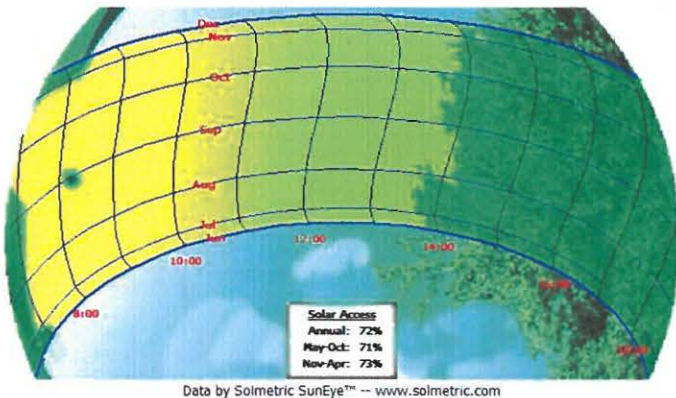 Dec
Nov
Oct
Sep
Aug
Jul
Jun
12:00
14:00
10:00
8:00
Solar Access
Annual: 72%
May-Oct: 71%
Nov-Apr: 73%
Data by Solmetric SunEye™ -- www.solmetric.com